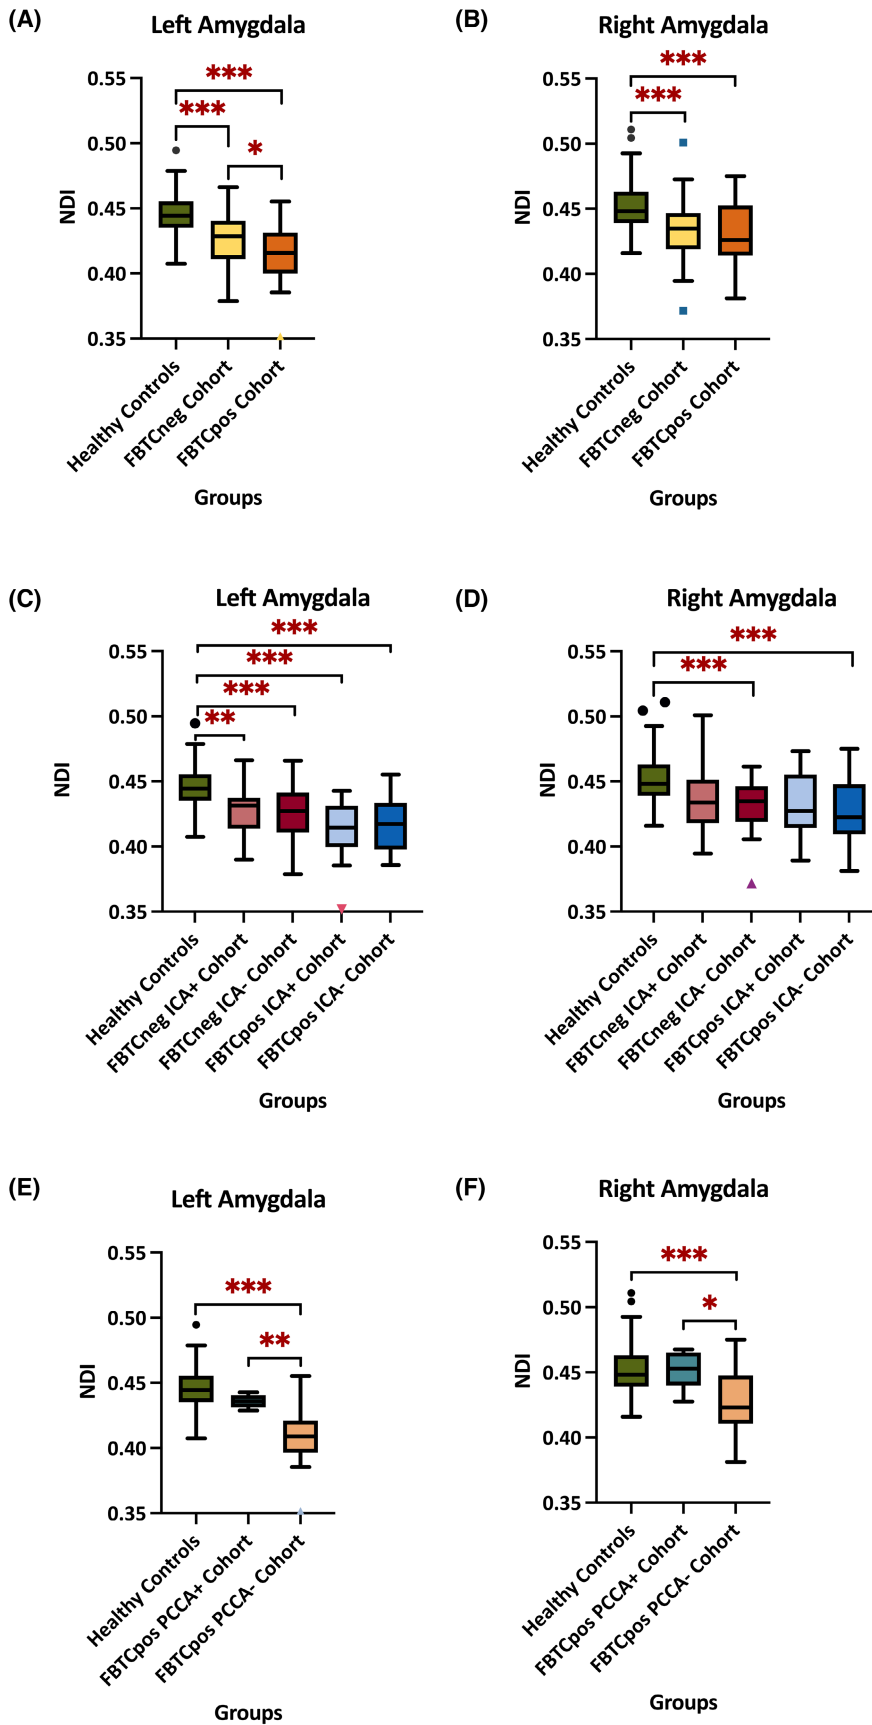 (A)
Left Amygdala
***
***
*
0.55
0.50
0.45
0.40
0.35
NDI
Healthy Controls
FBTCneg Cohort
FBTCpos Cohort
Groups
(B)
Right Amygdala
***
***
0.55
0.50
0.45
0.40
0.35
NDI
Healthy Controls
FBTCneg Cohort
FBTCpos Cohort
Groups
(C)
Left Amygdala
***
***
***
**
0.55
0.50
0.45
0.40
0.35
NDI
Healthy Controls
FBTCneg ICA+ Cohort
FBTCneg ICA- Cohort
FBTCpos ICA+ Cohort
FBTCpos ICA- Cohort
Groups
(D)
Right Amygdala
***
***
0.55
0.50
0.45
0.40
0.35
NDI
Healthy Controls
FBTCneg ICA+ Cohort
FBTCneg ICA- Cohort
FBTCpos ICA+ Cohort
FBTCpos ICA- Cohort
Groups
(E)
Left Amygdala
***
**
0.55
0.50
0.45
0.40
0.35
NDI
Healthy Controls
FBTCpos PCCA+ Cohort
FBTCpos PCCA- Cohort
Groups
(F)
Right Amygdala
***
*
0.55
0.50
0.45
0.40
0.35
NDI
Healthy Controls
FBTCpos PCCA+ Cohort
FBTCpos PCCA- Cohort
Groups